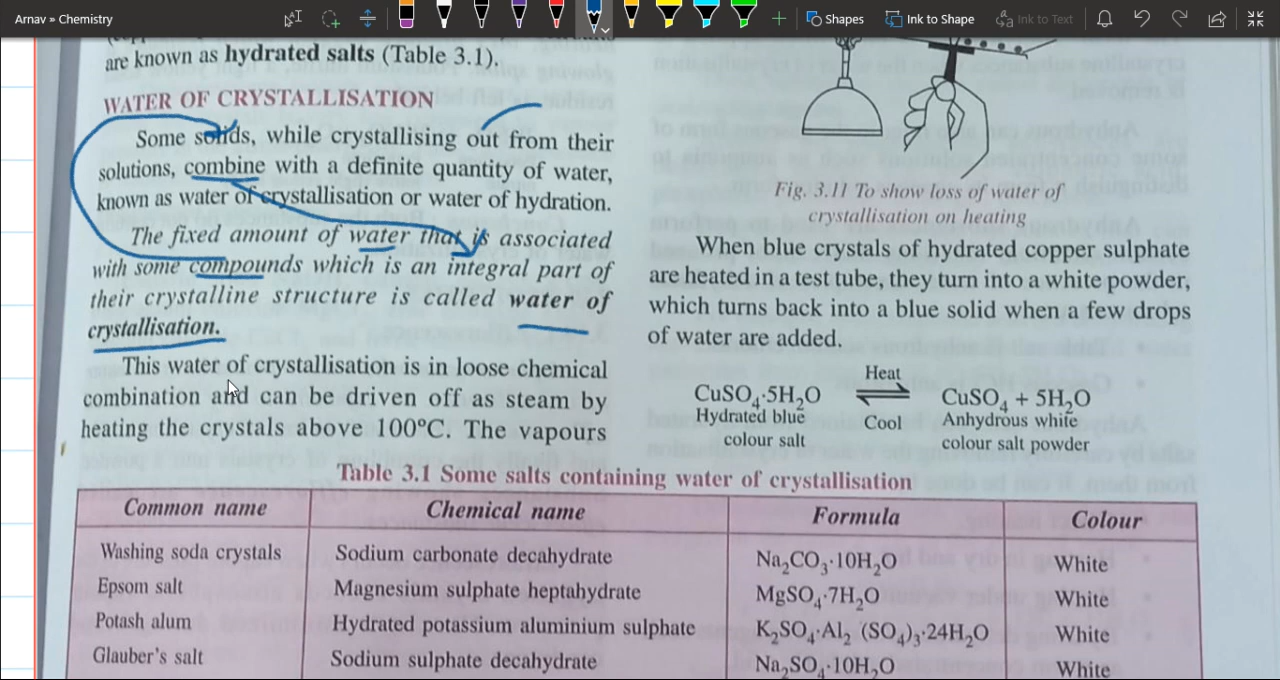 Arnav » Chemistry
Shapes
Ink to Shape
Ink to Text
are known as hydrated salts (Table 3.1).
WATER OF CRYSTALLISATION
Some solids, while crystallising out from their
solutions, combine with a definite quantity of water,
known as water of crystallisation or water of hydration.
The fixed amount of water that is associated
with some compounds which is an integral part of
their crystalline structure is called water of
crystallisation.
This water of crystallisation is in loose chemical
combination and can be driven off as steam by
heating the crystals above 100°C. The vapours
Fig. 3.11 To show loss of water of
crystallisation on heating
When blue crystals of hydrated copper sulphate
are heated in a test tube, they turn into a white powder,
which turns back into a blue solid when a few drops
of water are added.
CuSO₄·5H₂O Heat ⇌ Cool CuSO₄ + 5H₂O
Hydrated blue Anhydrous white
colour salt colour salt powder
Table 3.1 Some salts containing water of crystallisation
Common name Chemical name Formula Colour
Washing soda crystals Sodium carbonate decahydrate Na₂CO₃·10H₂O White
Epsom salt Magnesium sulphate heptahydrate MgSO₄·7H₂O White
Potash alum Hydrated potassium aluminium sulphate K₂SO₄·Al₂ (SO₄)₃·24H₂O White
Glauber's salt Sodium sulphate decahydrate Na₂SO₄·10H₂O White